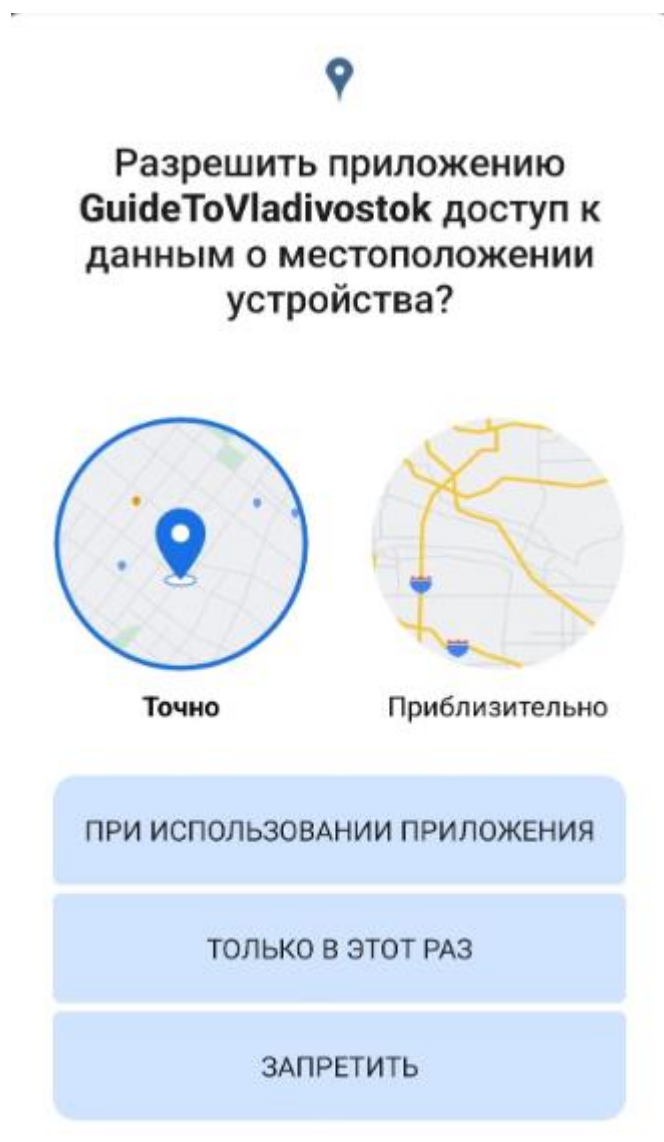 Разрешить приложению
GuideToVladivostok доступ к
данным о местоположении
устройства?
Точно
Приблизительно
ПРИ ИСПОЛЬЗОВАНИИ ПРИЛОЖЕНИЯ
ТОЛЬКО В ЭТОТ РАЗ
ЗАПРЕТИТЬ